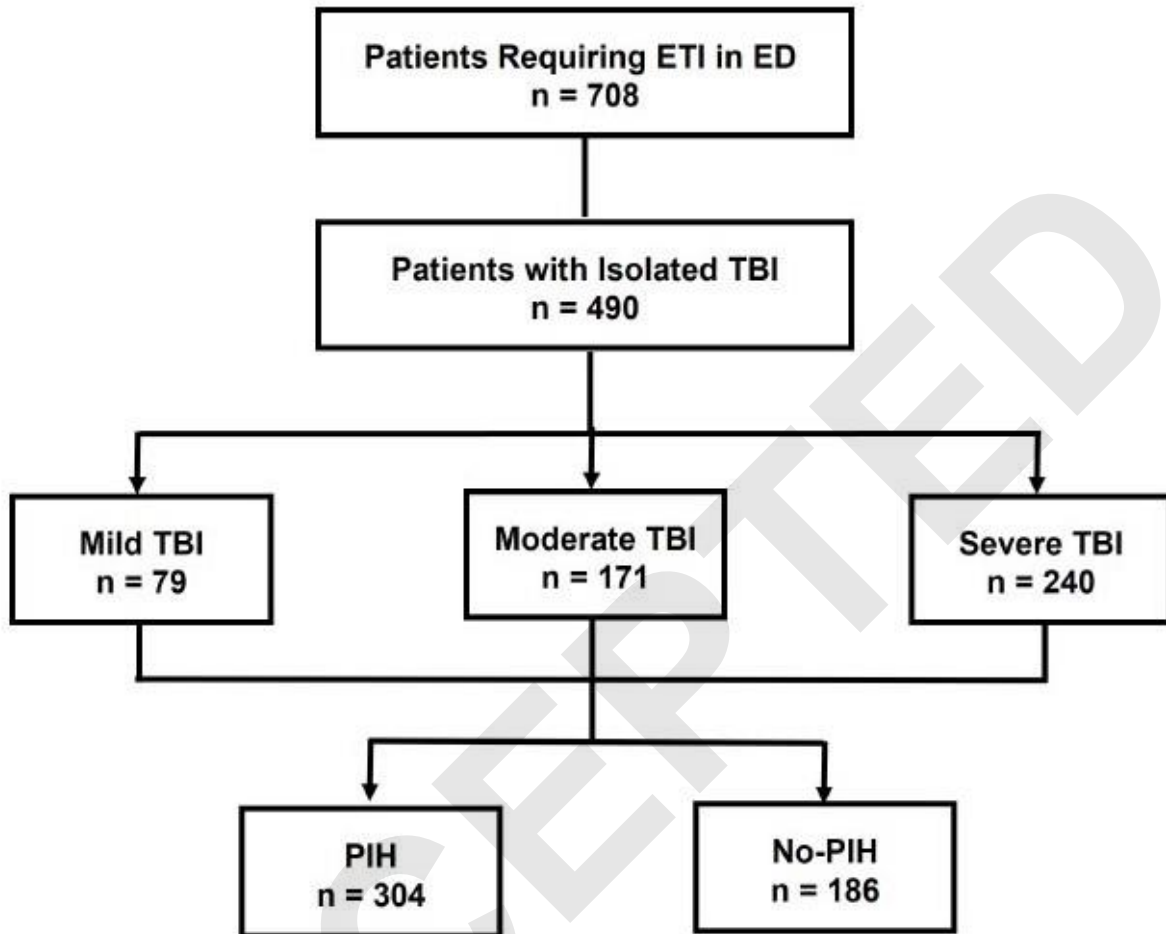 Patients Requiring ETI in ED
n = 708
Patients with Isolated TBI
n = 490
Mild TBI
n = 79
Moderate TBI
n = 171
Severe TBI
n = 240
PIH
n = 304
No-PIH
n = 186
CEPTED